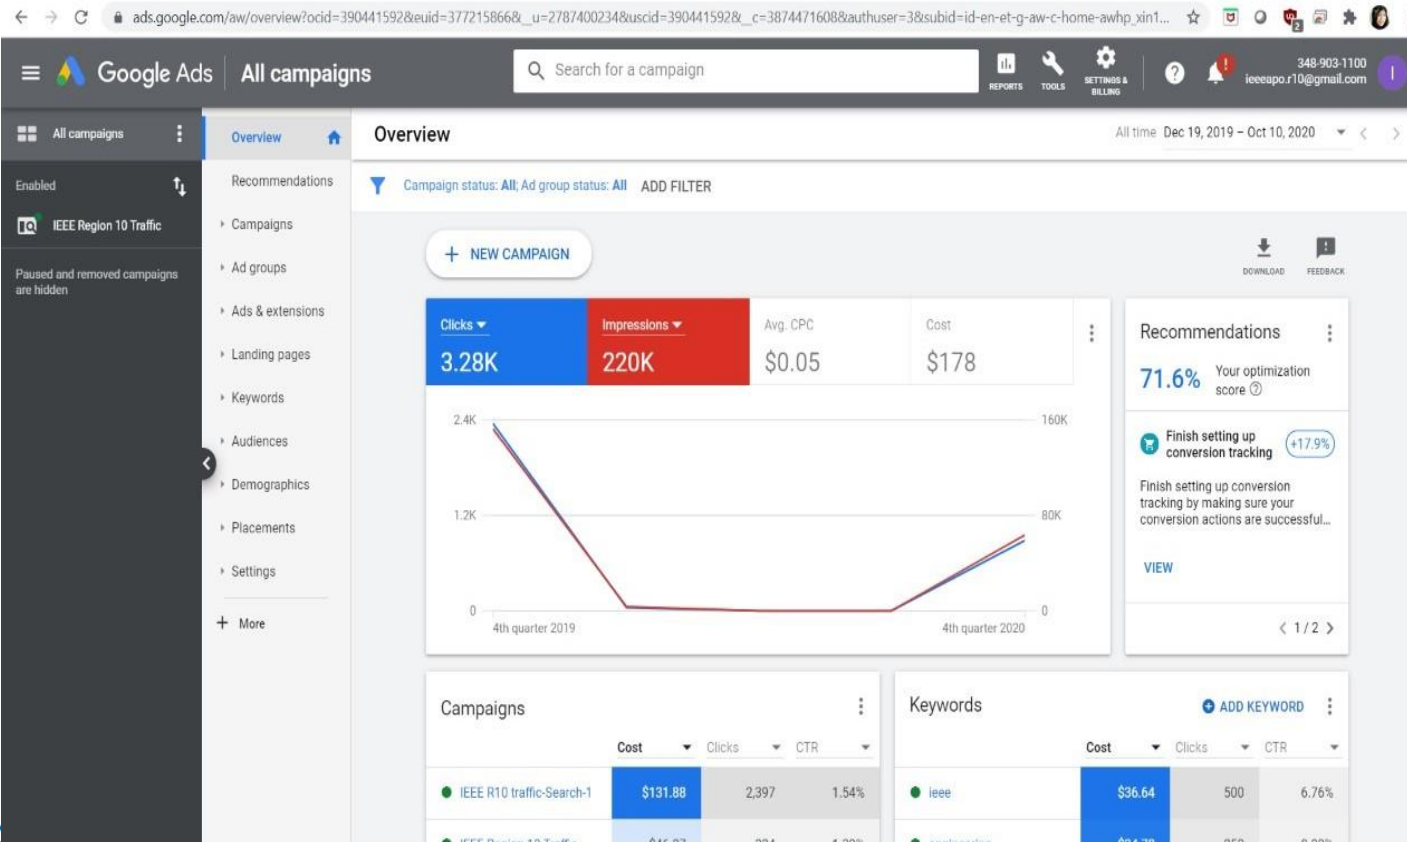 ads.google.com/aw/overview?ocid=390441592&euid=377215866&__u=2787400234&uscid=390441592&__c=3874471608&authuser=3&subid=id-en-et-g-aw-c-home-awhp_xin1...
2
Google Ads
All campaigns
Search for a campaign
REPORTS
TOOLS
SETTINGS &
BILLING
348-903-1100
ieeeapo.r10@gmail.com
I
All campaigns
Enabled
IEEE Region 10 Traffic
Paused and removed campaigns
are hidden
Overview
Recommendations
Campaigns
Ad groups
Ads & extensions
Landing pages
Keywords
Audiences
Demographics
Placements
Settings
+ More
Overview
All time Dec 19, 2019 – Oct 10, 2020
Campaign status: All; Ad group status: All ADD FILTER
+ NEW CAMPAIGN
DOWNLOAD
FEEDBACK
Clicks Impressions Avg. CPC Cost
3.28K 220K $0.05 $178
2.4K 160K
1.2K 80K
0 0
4th quarter 2019 4th quarter 2020
Recommendations
71.6% Your optimization
score
Finish setting up
conversion tracking
+17.9%
Finish setting up conversion
tracking by making sure your
conversion actions are successful...
VIEW
1 / 2
Campaigns
Cost Clicks CTR
IEEE R10 traffic-Search-1 $131.88 2,397 1.54%
Keywords
ADD KEYWORD
Cost Clicks CTR
ieee $36.64 500 6.76%